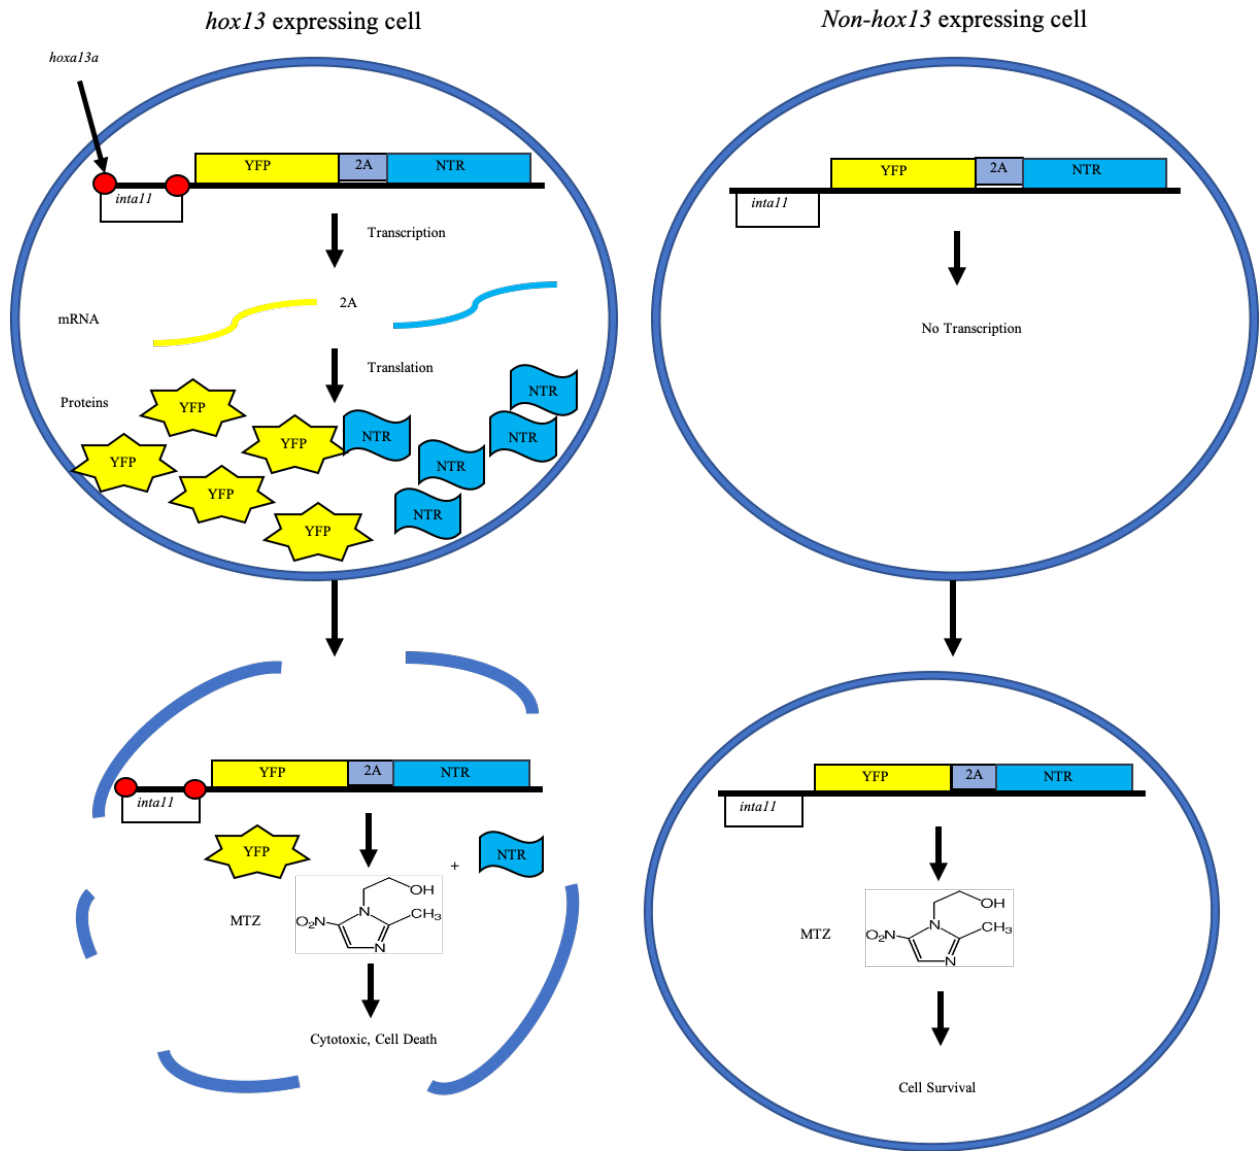 hox13 expressing cell
Non-hox13 expressing cell
hoxa13a
YFP
2A
NTR
inta11
Transcription
mRNA
2A
Translation
Proteins
YFP
YFP
YFP
YFP
YFP
NTR
NTR
NTR
NTR
NTR
YFP
2A
NTR
inta11
No Transcription
YFP
2A
NTR
inta11
YFP
+
NTR
MTZ
OH
O₂N
N
CH₃
N
Cytotoxic, Cell Death
YFP
2A
NTR
inta11
MTZ
OH
O₂N
N
CH₃
N
Cell Survival